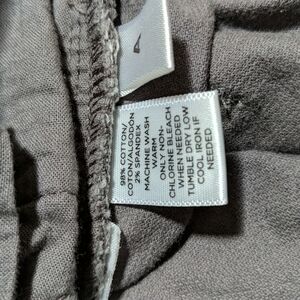 98% COTTON/
COTON/ALGODÓN
2% SPANDEX
MACHINE WASH
WARM
ONLY NON-
CHLORINE BLEACH
WHEN NEEDED
TUMBLE DRY LOW
COOL IRON IF
NEEDED